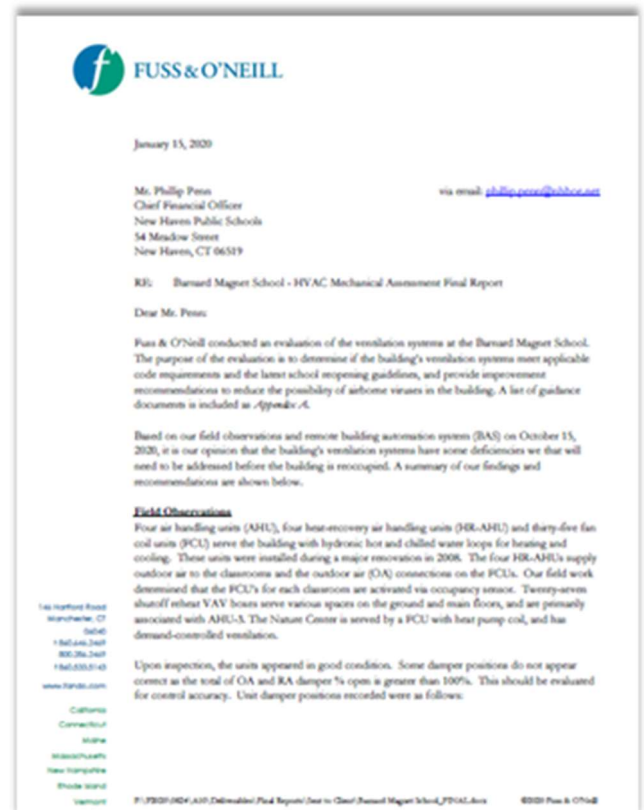 f FUSS & O'NEILL
January 15, 2020
Mr. Phillip Penn via email: phillip.penn@nhboe.net
Chief Financial Officer
New Haven Public Schools
54 Meadow Street
New Haven, CT 06519
RE: Barnard Magnet School - HVAC Mechanical Assessment Final Report
Dear Mr. Penn:
Fuss & O'Neill conducted an evaluation of the ventilation systems at the Barnard Magnet School.
The purpose of the evaluation is to determine if the building's ventilation systems meet applicable
code requirements and the latest school reopening guidelines, and provide improvement
recommendations to reduce the possibility of airborne viruses in the building. A list of guidance
documents is included as Appendix A.
Based on our field observations and remote building automation system (BAS) on October 15,
2020, it is our opinion that the building's ventilation systems have some deficiencies we that will
need to be addressed before the building is reoccupied. A summary of our findings and
recommendations are shown below.
Field Observations
Four air handling units (AHU), four heat-recovery air handling units (HR-AHU) and thirty-five fan
coil units (FCU) serve the building with hydronic hot and chilled water loops for heating and
cooling. These units were installed during a major renovation in 2008. The four HR-AHUs supply
outdoor air to the classrooms and the outdoor air (OA) connections on the FCUs. Our field work
determined that the FCU's for each classroom are activated via occupancy sensor. Twenty-seven
shutoff reheat VAV boxes serve various spaces on the ground and main floors, and are primarily
associated with AHU-3. The Nature Center is served by a FCU with heat pump coil, and has
demand-controlled ventilation.
Upon inspection, the units appeared in good condition. Some damper positions do not appear
correct as the total of OA and RA damper % open is greater than 100%. This should be evaluated
for control accuracy. Unit damper positions recorded were as follows:
146 Hartford Road
Manchester, CT
06040
www.fando.com
California
Connecticut
Maine
Massachusetts
New Hampshire
Rhode Island
Vermont
©2020 Fuss & O'Neill